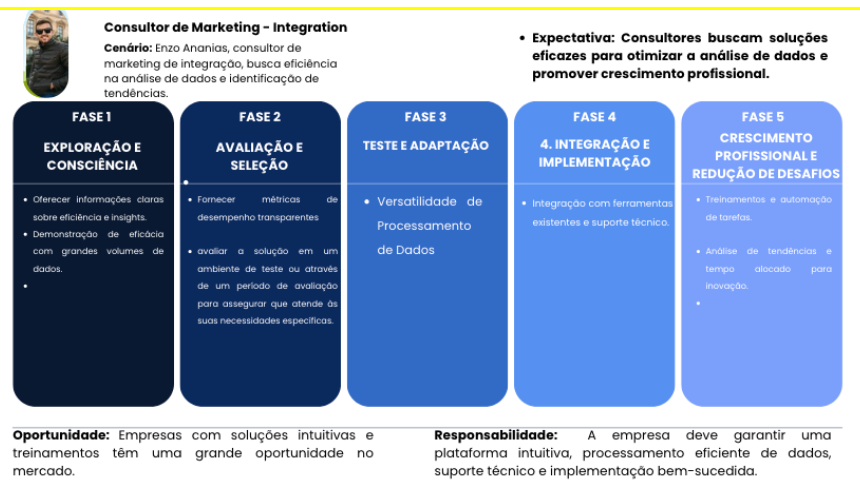 Consultor de Marketing - Integration
Cenário: Enzo Ananias, consultor de
marketing de integração, busca eficiência
na análise de dados e identificação de
tendências.
• Expectativa: Consultores buscam soluções
eficazes para otimizar a análise de dados e
promover crescimento profissional.
FASE 1
EXPLORAÇÃO E
CONSCIÊNCIA
• Oferecer informações claras
sobre eficiência e insights.
• Demonstração de eficácia
com grandes volumes de
dados.
•
FASE 2
AVALIAÇÃO E
SELEÇÃO
•
• Fornecer métricas de
desempenho transparentes
• avaliar a solução em um
ambiente de teste ou através
de um período de avaliação
para assegurar que atende às
suas necessidades específicas.
FASE 3
TESTE E ADAPTAÇÃO
• Versatilidade de
Processamento
de Dados
FASE 4
4. INTEGRAÇÃO E
IMPLEMENTAÇÃO
• Integração com ferramentas
existentes e suporte técnico.
FASE 5
CRESCIMENTO
PROFISSIONAL E
REDUÇÃO DE DESAFIOS
• Treinamentos e automação
de tarefas.
• Análise de tendências e
tempo alocado para
inovação.
•
Oportunidade: Empresas com soluções intuitivas e
treinamentos têm uma grande oportunidade no
mercado.
Responsabilidade: A empresa deve garantir uma
plataforma intuitiva, processamento eficiente de dados,
suporte técnico e implementação bem-sucedida.